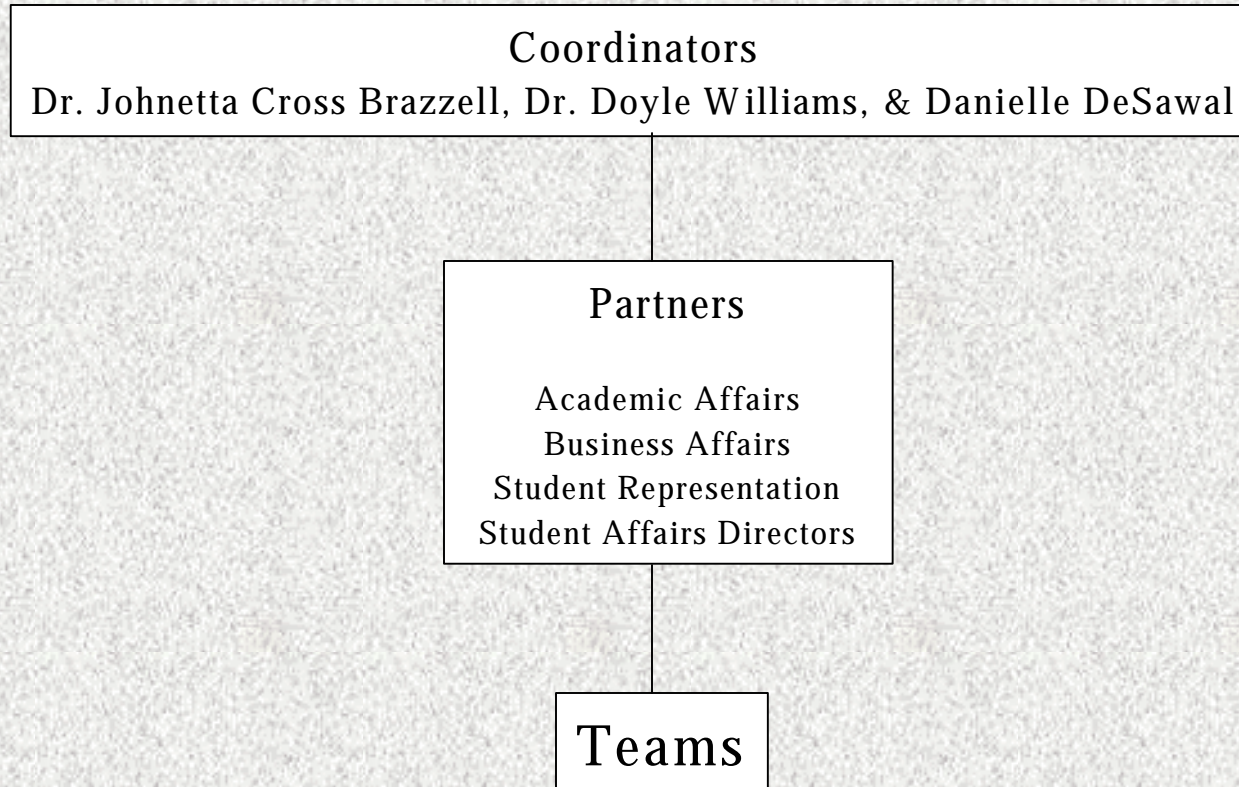 Coordinators
Dr. Johnetta Cross Brazzell, Dr. Doyle Williams, & Danielle DeSawal
Partners
Academic Affairs
Business Affairs
Student Representation
Student Affairs Directors
Teams